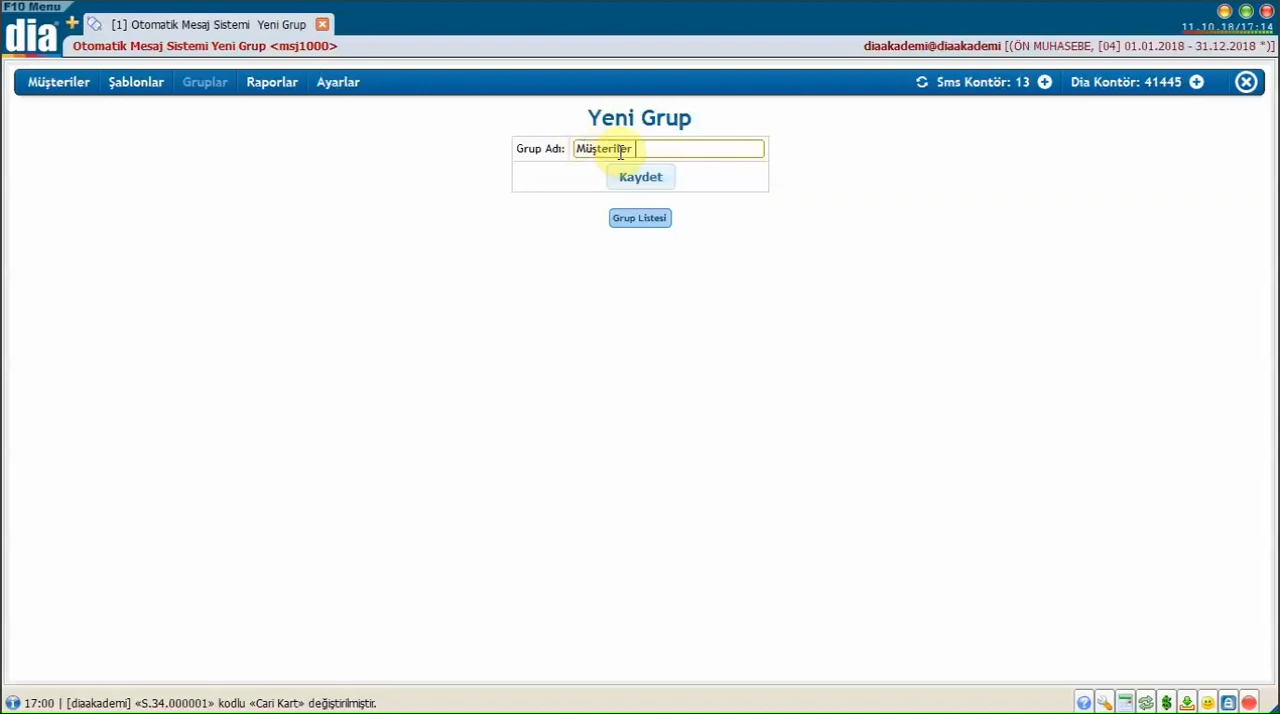 F10 Menu
dia
[1] Otomatik Mesaj Sistemi Yeni Grup
11.10.18/17:14
Otomatik Mesaj Sistemi Yeni Grup <msj1000>
diaakademi@diaakademi [(ÖN MUHASEBE, [04] 01.01.2018 - 31.12.2018 *)]
Müşteriler Şablonlar Gruplar Raporlar Ayarlar Sms Kontör: 13 Dia Kontör: 41445
Yeni Grup
Grup Adı: Müşteriler
Kaydet
Grup Listesi
17:00 | [diaakademi] «S.34.000001» kodlu «Cari Kart» değiştirilmiştir.